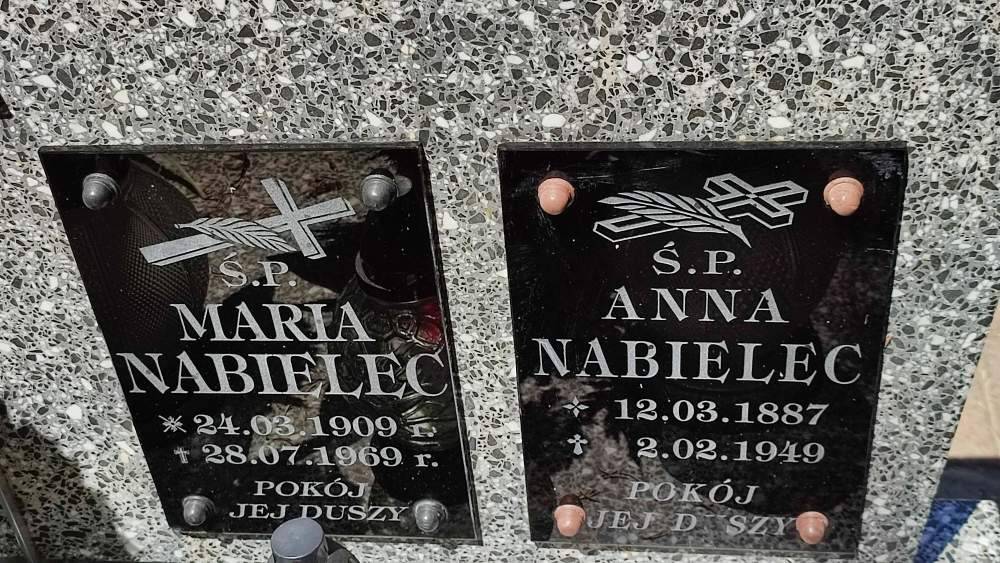 Ś.P.
MARIA
NABIELEC
24.03.1909 r.
28.07.1969 r.
POKÓJ
JEJ DUSZY
Ś.P.
ANNA
NABIELEC
12.03.1887
2.02.1949
POKÓJ
JEJ D SZY